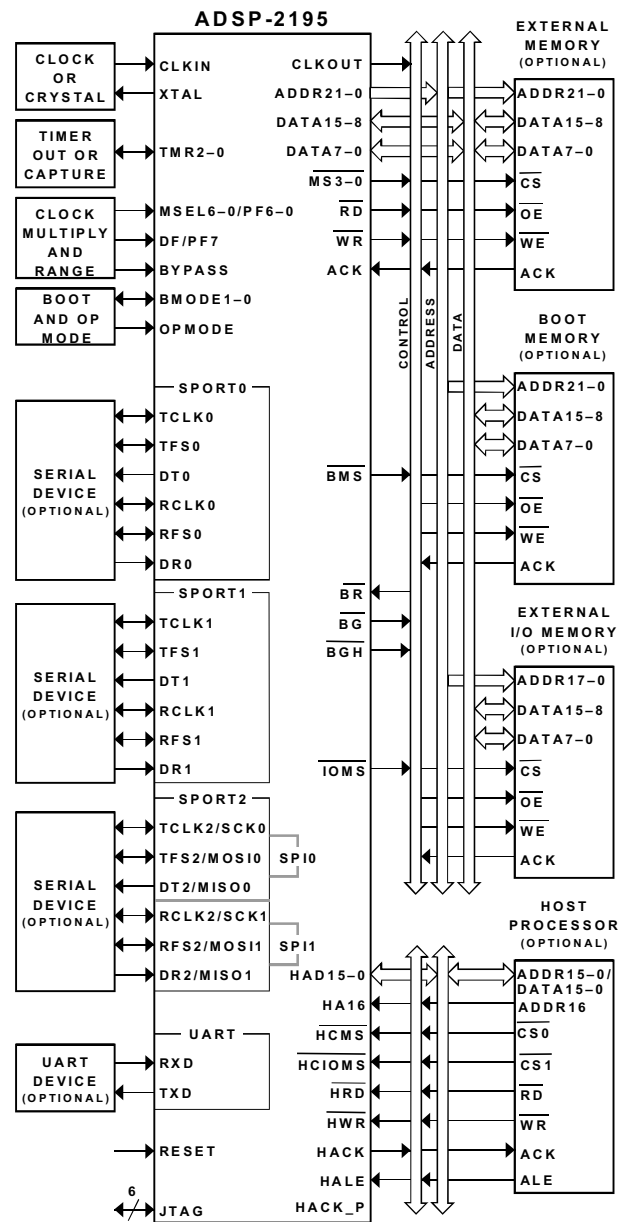 ADSP-2195
CLOCK
OR
CRYSTAL
TIMER
OUT OR
CAPTURE
CLOCK
MULTIPLY
AND
RANGE
BOOT
AND OP
MODE
SERIAL
DEVICE
(OPTIONAL)
SERIAL
DEVICE
(OPTIONAL)
SERIAL
DEVICE
(OPTIONAL)
UART
DEVICE
(OPTIONAL)
6
CLKIN
XTAL
TMR2–0
MSEL6–0/PF6–0
DF/PF7
BYPASS
BMODE1–0
OPMODE
SPORT0
TCLK0
TFS0
DT0
RCLK0
RFS0
DR0
SPORT1
TCLK1
TFS1
DT1
RCLK1
RFS1
DR1
SPORT2
TCLK2/SCK0
TFS2/MOSI0
DT2/MISO0
SPI0
RCLK2/SCK1
RFS2/MOSI1
DR2/MISO1
SPI1
UART
RXD
TXD
RESET
JTAG
CLKOUT
ADDR21–0
DATA15–8
DATA7–0
MS3–0
RD
WR
ACK
BMS
BR
BG
BGH
IOMS
HAD15–0
HA16
HCMS
HCIOMS
HRD
HWR
HACK
HALE
HACK_P
CONTROL
ADDRESS
DATA
EXTERNAL
MEMORY
(OPTIONAL)
ADDR21–0
DATA15–8
DATA7–0
CS
OE
WE
ACK
BOOT
MEMORY
(OPTIONAL)
ADDR21–0
DATA15–8
DATA7–0
CS
OE
WE
ACK
EXTERNAL
I/O MEMORY
(OPTIONAL)
ADDR17–0
DATA15–8
DATA7–0
CS
OE
WE
ACK
HOST
PROCESSOR
(OPTIONAL)
ADDR15–0/
DATA15–0
ADDR16
CS0
CS1
RD
WR
ACK
ALE